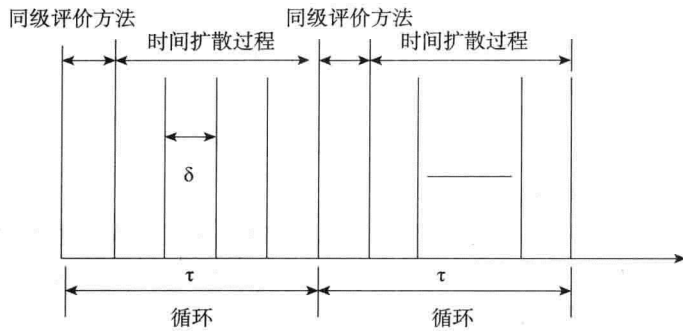 同级评价方法 同级评价方法
时间扩散过程 时间扩散过程
δ
τ τ
循环 循环